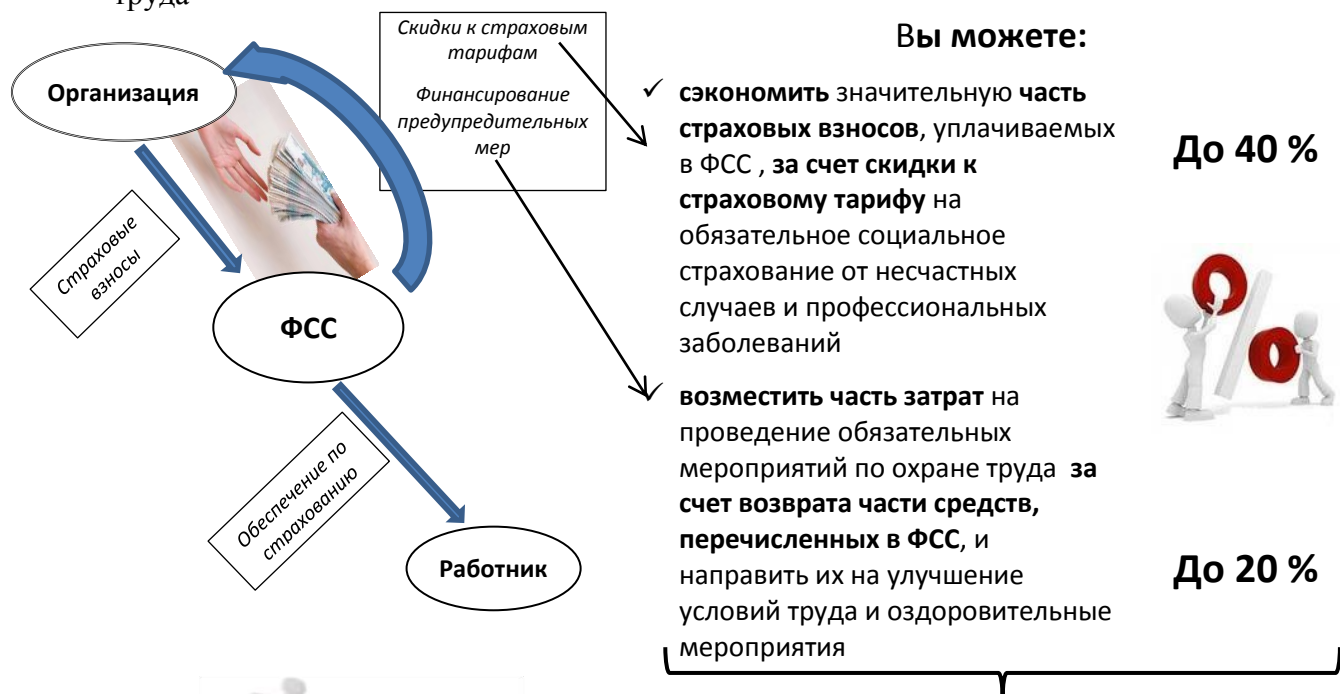 труда
Организация
Страховые
взносы
ФСС
Обеспечение по
страхованию
Работник
Скидки к страховым
тарифам
Финансирование
предупредительных
мер
Вы можете:
✓ сэкономить значительную часть
страховых взносов, уплачиваемых
в ФСС , за счет скидки к
страховому тарифу на
обязательное социальное
страхование от несчастных
случаев и профессиональных
заболеваний
До 40 %
✓ возместить часть затрат на
проведение обязательных
мероприятий по охране труда за
счет возврата части средств,
перечисленных в ФСС, и
направить их на улучшение
условий труда и оздоровительные
мероприятия
До 20 %